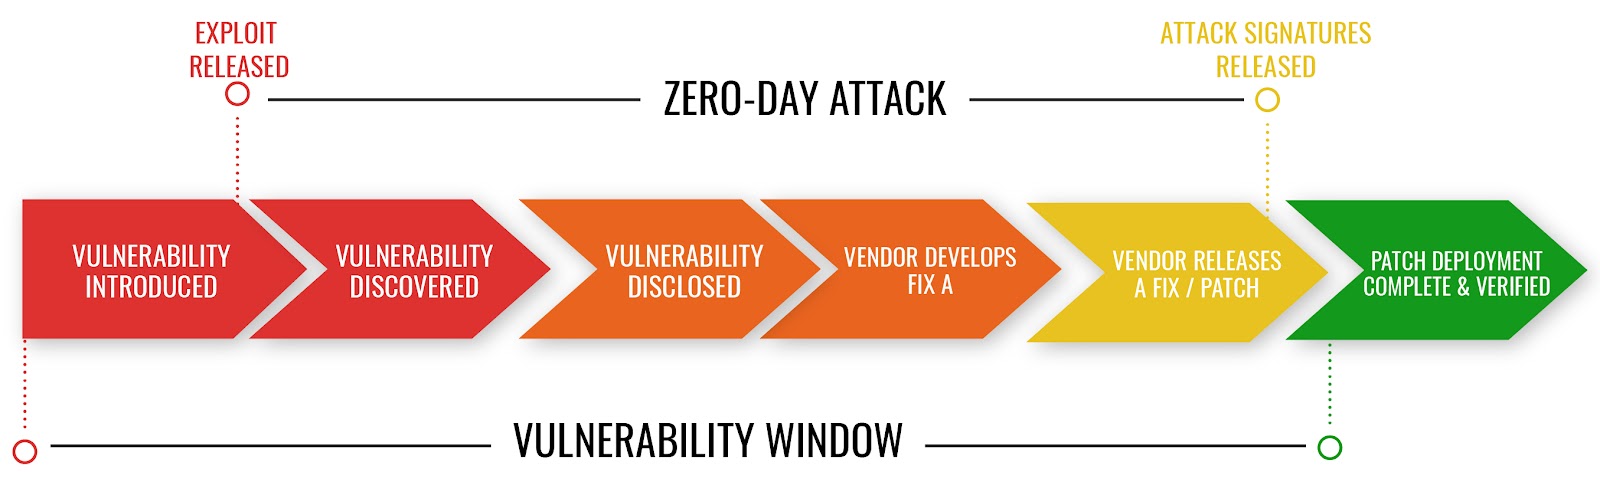 EXPLOIT
RELEASED
ATTACK SIGNATURES
RELEASED
ZERO-DAY ATTACK
VULNERABILITY
INTRODUCED
VULNERABILITY
DISCOVERED
VULNERABILITY
DISCLOSED
VENDOR DEVELOPS
FIX A
VENDOR RELEASES
A FIX / PATCH
PATCH DEPLOYMENT
COMPLETE & VERIFIED
VULNERABILITY WINDOW